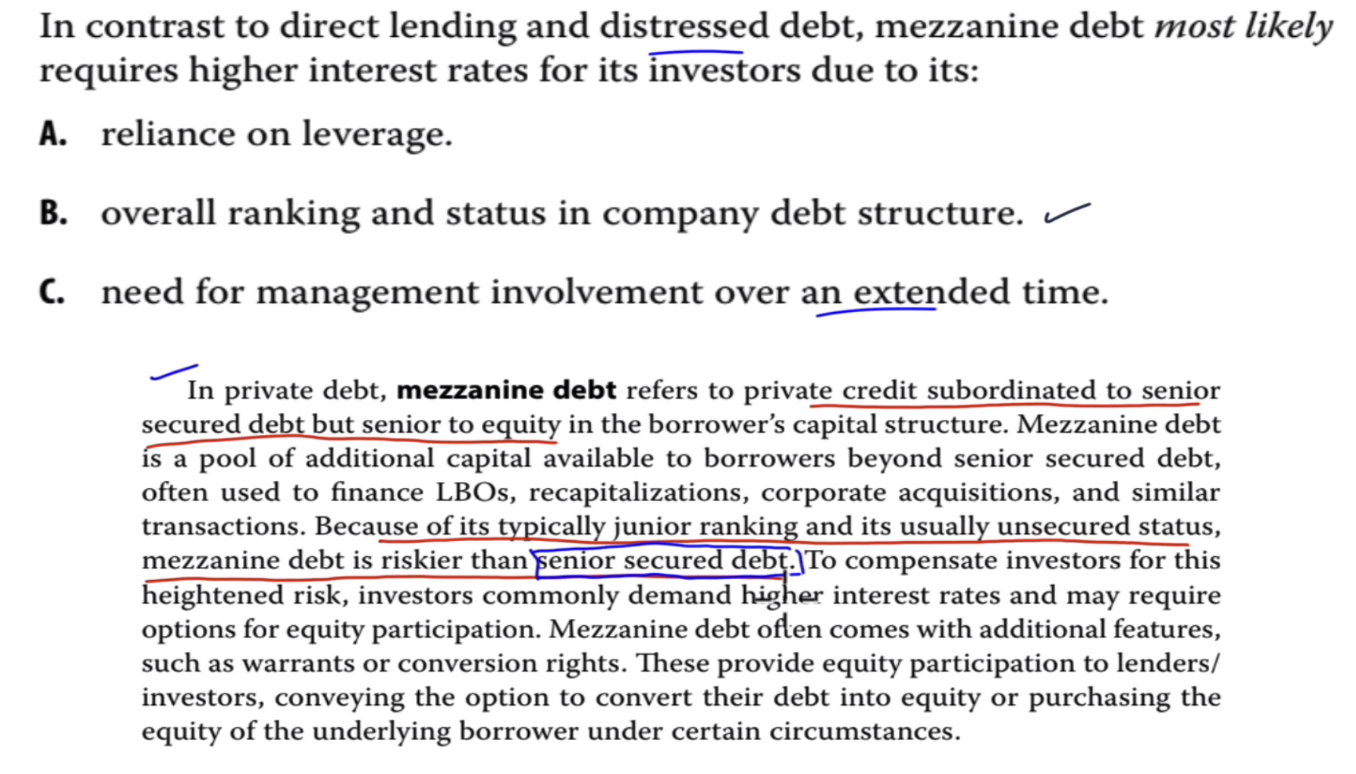 In contrast to direct lending and distressed debt, mezzanine debt most likely
requires higher interest rates for its investors due to its:
A. reliance on leverage.
B. overall ranking and status in company debt structure.
C. need for management involvement over an extended time.
In private debt, mezzanine debt refers to private credit subordinated to senior
secured debt but senior to equity in the borrower’s capital structure. Mezzanine debt
is a pool of additional capital available to borrowers beyond senior secured debt,
often used to finance LBOs, recapitalizations, corporate acquisitions, and similar
transactions. Because of its typically junior ranking and its usually unsecured status,
mezzanine debt is riskier than senior secured debt. To compensate investors for this
heightened risk, investors commonly demand higher interest rates and may require
options for equity participation. Mezzanine debt often comes with additional features,
such as warrants or conversion rights. These provide equity participation to lenders/
investors, conveying the option to convert their debt into equity or purchasing the
equity of the underlying borrower under certain circumstances.